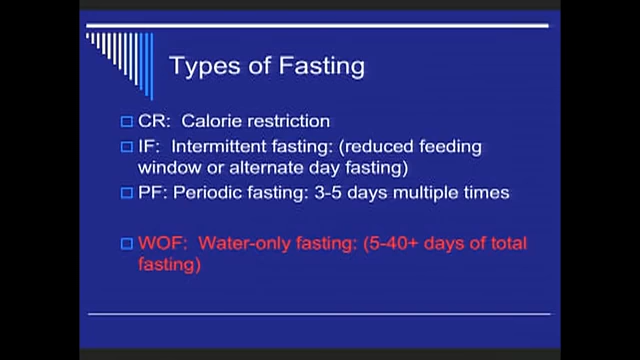 Types of Fasting
CR: Calorie restriction
IF: Intermittent fasting: (reduced feeding
window or alternate day fasting)
PF: Periodic fasting: 3-5 days multiple times
WOF: Water-only fasting: (5-40+ days of total
fasting)